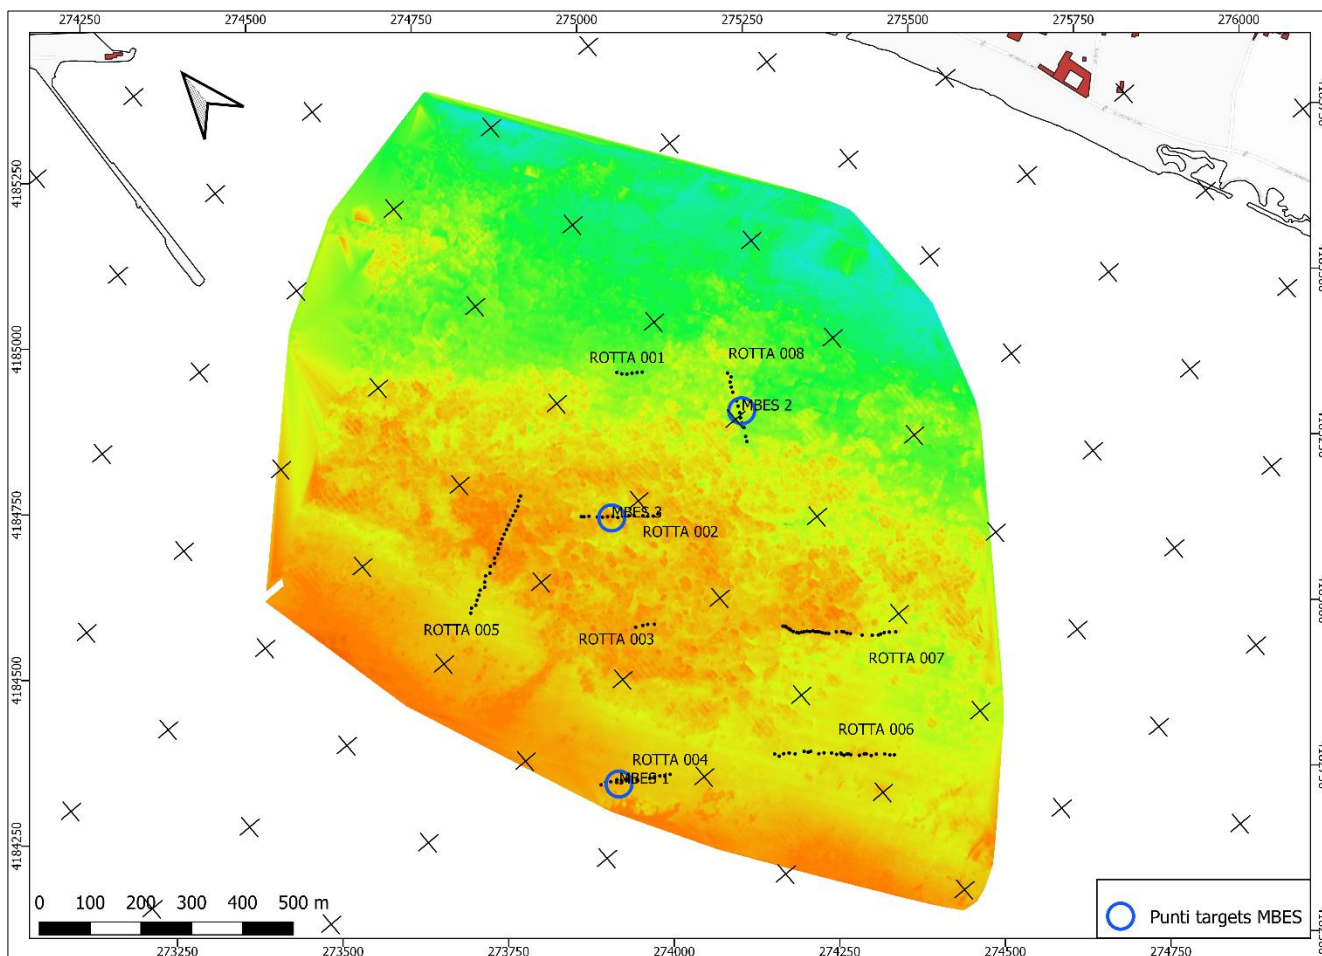 274250 274500 274750 275000 275250 275500 275750 276000
4185250
ROTTA 001
ROTTA 008
4185000
MBES 2
4184750
MBES 3
ROTTA 002
ROTTA 005
ROTTA 003
ROTTA 007
4184500
ROTTA 006
ROTTA 004
MBES 1
4184250
0 100 200 300 400 500 m
Punti targets MBES
273250 273500 273750 274000 274250 274500 274750